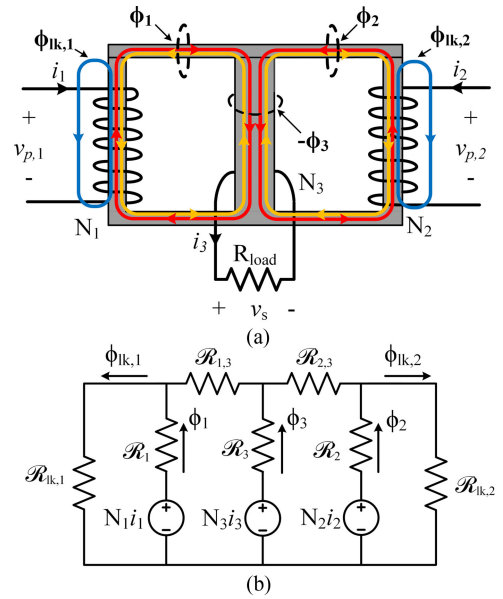 ϕ₁
ϕ₂
ϕlk,1
ϕlk,2
i₁
i₂
+
vp,1
-
+
vp,2
-
-ϕ₃
N₁
N₃
N₂
i₃
Rload
+ vs -
(a)
ϕlk,1
ℛ1,3
ℛ2,3
ϕlk,2
ϕ₁
ϕ₃
ϕ₂
ℛlk,1
ℛ₁
ℛ₃
ℛ₂
ℛlk,2
N₁i₁
+
-
N₃i₃
+
-
N₂i₂
+
-
(b)